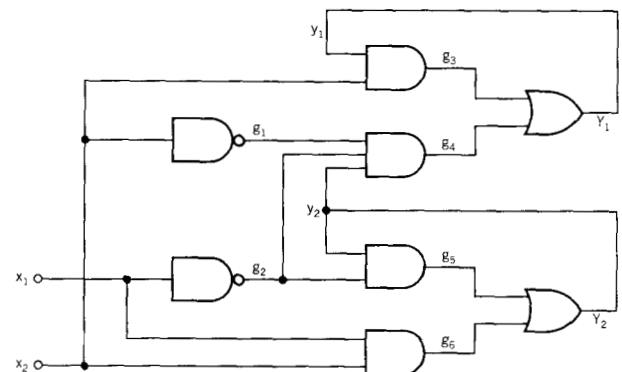 y₁
g₃
Y₁
g₁
g₄
y₂
g₅
x₁
g₂
Y₂
g₆
x₂